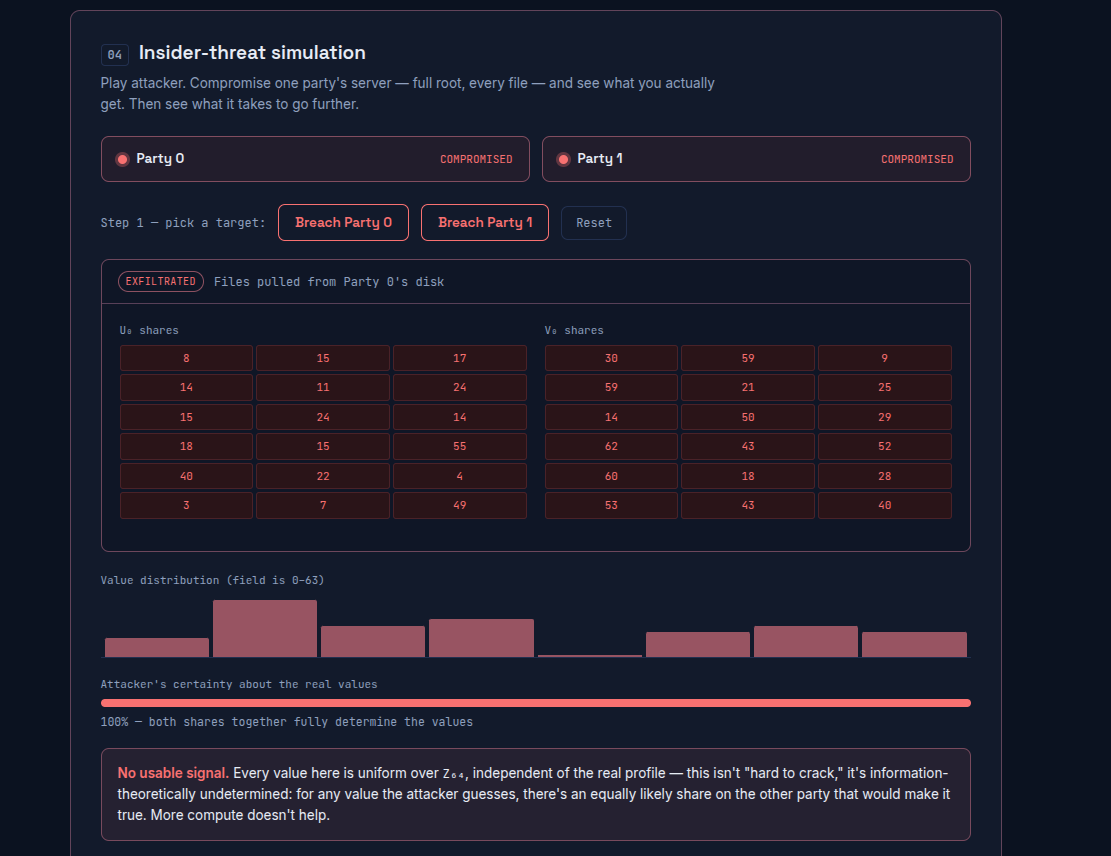 04 Insider-threat simulation
Play attacker. Compromise one party's server — full root, every file — and see what you actually
get. Then see what it takes to go further.
Party 0 COMPROMISED Party 1 COMPROMISED
Step 1 — pick a target: Breach Party 0 Breach Party 1 Reset
EXFILTRATED Files pulled from Party 0's disk
U₀ shares V₀ shares
8 15 17 30 59 9
14 11 24 59 21 25
15 24 14 14 50 29
18 15 55 62 43 52
40 22 4 60 18 28
3 7 49 53 43 40
Value distribution (field is 0–63)
Attacker's certainty about the real values
100% — both shares together fully determine the values
No usable signal. Every value here is uniform over Z₆₄, independent of the real profile — this isn't "hard to crack," it's information-
theoretically undetermined: for any value the attacker guesses, there's an equally likely share on the other party that would make it
true. More compute doesn't help.